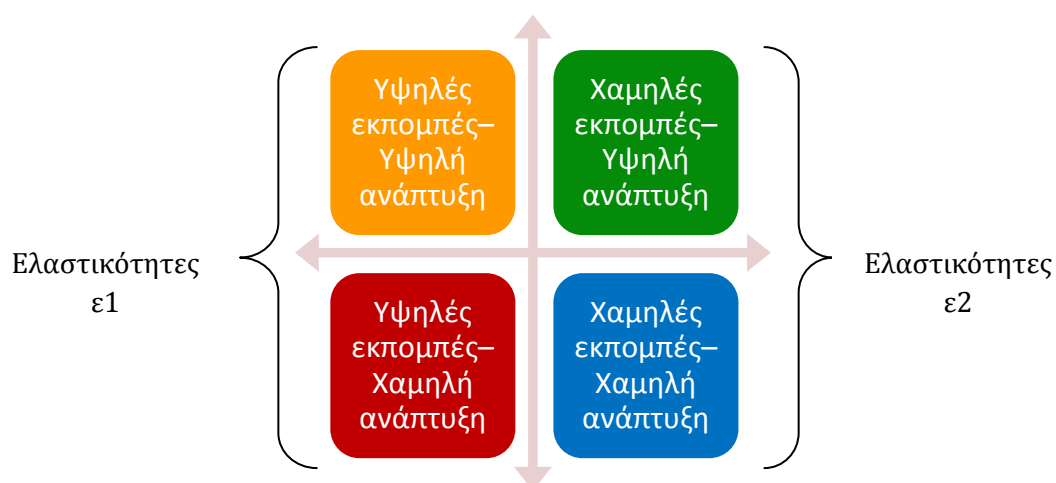 Υψηλές
εκπομπές–
Υψηλή
ανάπτυξη
Χαμηλές
εκπομπές–
Υψηλή
ανάπτυξη
Ελαστικότητες
ε1
Ελαστικότητες
ε2
Υψηλές
εκπομπές–
Χαμηλή
ανάπτυξη
Χαμηλές
εκπομπές–
Χαμηλή
ανάπτυξη